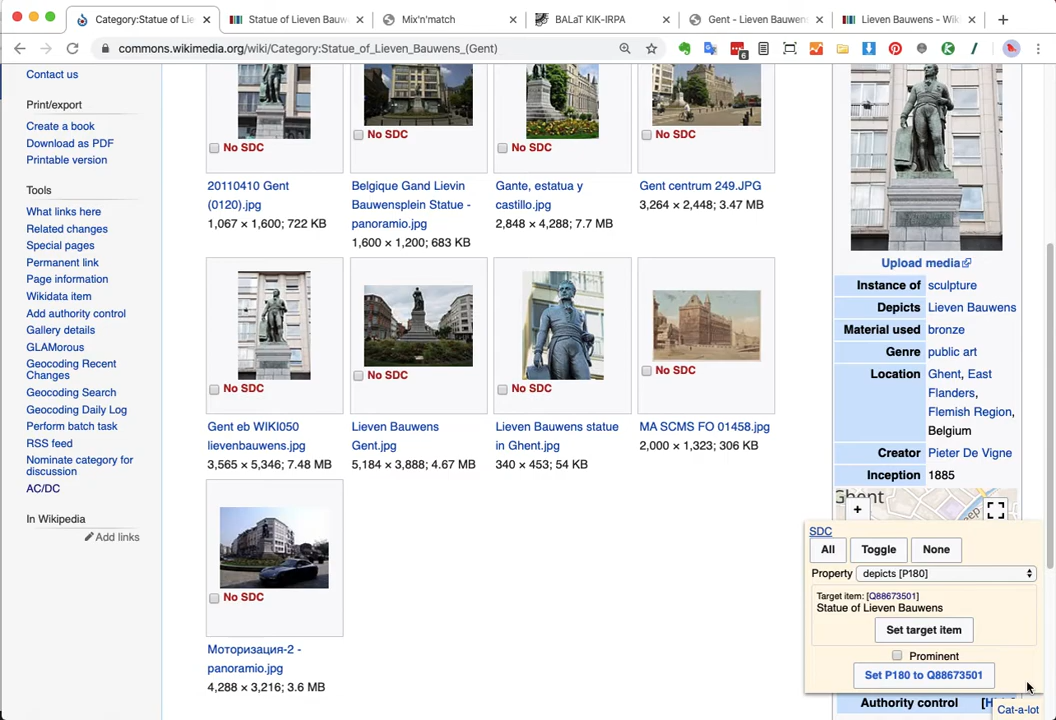 Category:Statue of Lie
Statue of Lieven Bauwen
Mix'n'match
BALaT KIK-IRPA
Gent - Lieven Bauwen
Lieven Bauwens - Wiki
commons.wikimedia.org/wiki/Category:Statue_of_Lieven_Bauwens_(Gent)
6
Contact us
Print/export
Create a book
Download as PDF
Printable version
Tools
What links here
Related changes
Special pages
Permanent link
Page information
Wikidata item
Add authority control
Gallery details
GLAMorous
Geocoding Recent
Changes
Geocoding Search
Geocoding Daily Log
Perform batch task
RSS feed
Nominate category for
discussion
AC/DC
In Wikipedia
Add links
No SDC
20110410 Gent
(0120).jpg
1,067 × 1,600; 722 KB
No SDC
Belgique Gand Lievin
Bauwensplein Statue -
panoramio.jpg
1,600 × 1,200; 683 KB
No SDC
Gante, estatua y
castillo.jpg
2,848 × 4,288; 7.7 MB
No SDC
Gent centrum 249.JPG
3,264 × 2,448; 3.47 MB
No SDC
Gent eb WIKI050
lievenbauwens.jpg
3,565 × 5,346; 7.48 MB
No SDC
Lieven Bauwens
Gent.jpg
5,184 × 3,888; 4.67 MB
No SDC
Lieven Bauwens statue
in Ghent.jpg
340 × 453; 54 KB
No SDC
MA SCMS FO 01458.jpg
2,000 × 1,323; 306 KB
No SDC
Моторизация-2 -
panoramio.jpg
4,288 × 3,216; 3.6 MB
Upload media
Instance of sculpture
Depicts Lieven Bauwens
Material used bronze
Genre public art
Location Ghent, East
Flanders,
Flemish Region,
Belgium
Creator Pieter De Vigne
Inception 1885
Ghent
+
SDC
All Toggle None
Property depicts [P180]
Target item: [Q88673501]
Statue of Lieven Bauwens
Set target item
Prominent
Set P180 to Q88673501
Authority control
Cat-a-lot